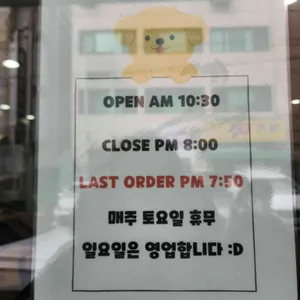 OPEN AM 10:30
CLOSE PM 8:00
LAST ORDER PM 7:50
매주 토요일 휴무
일요일은 영업합니다 :D